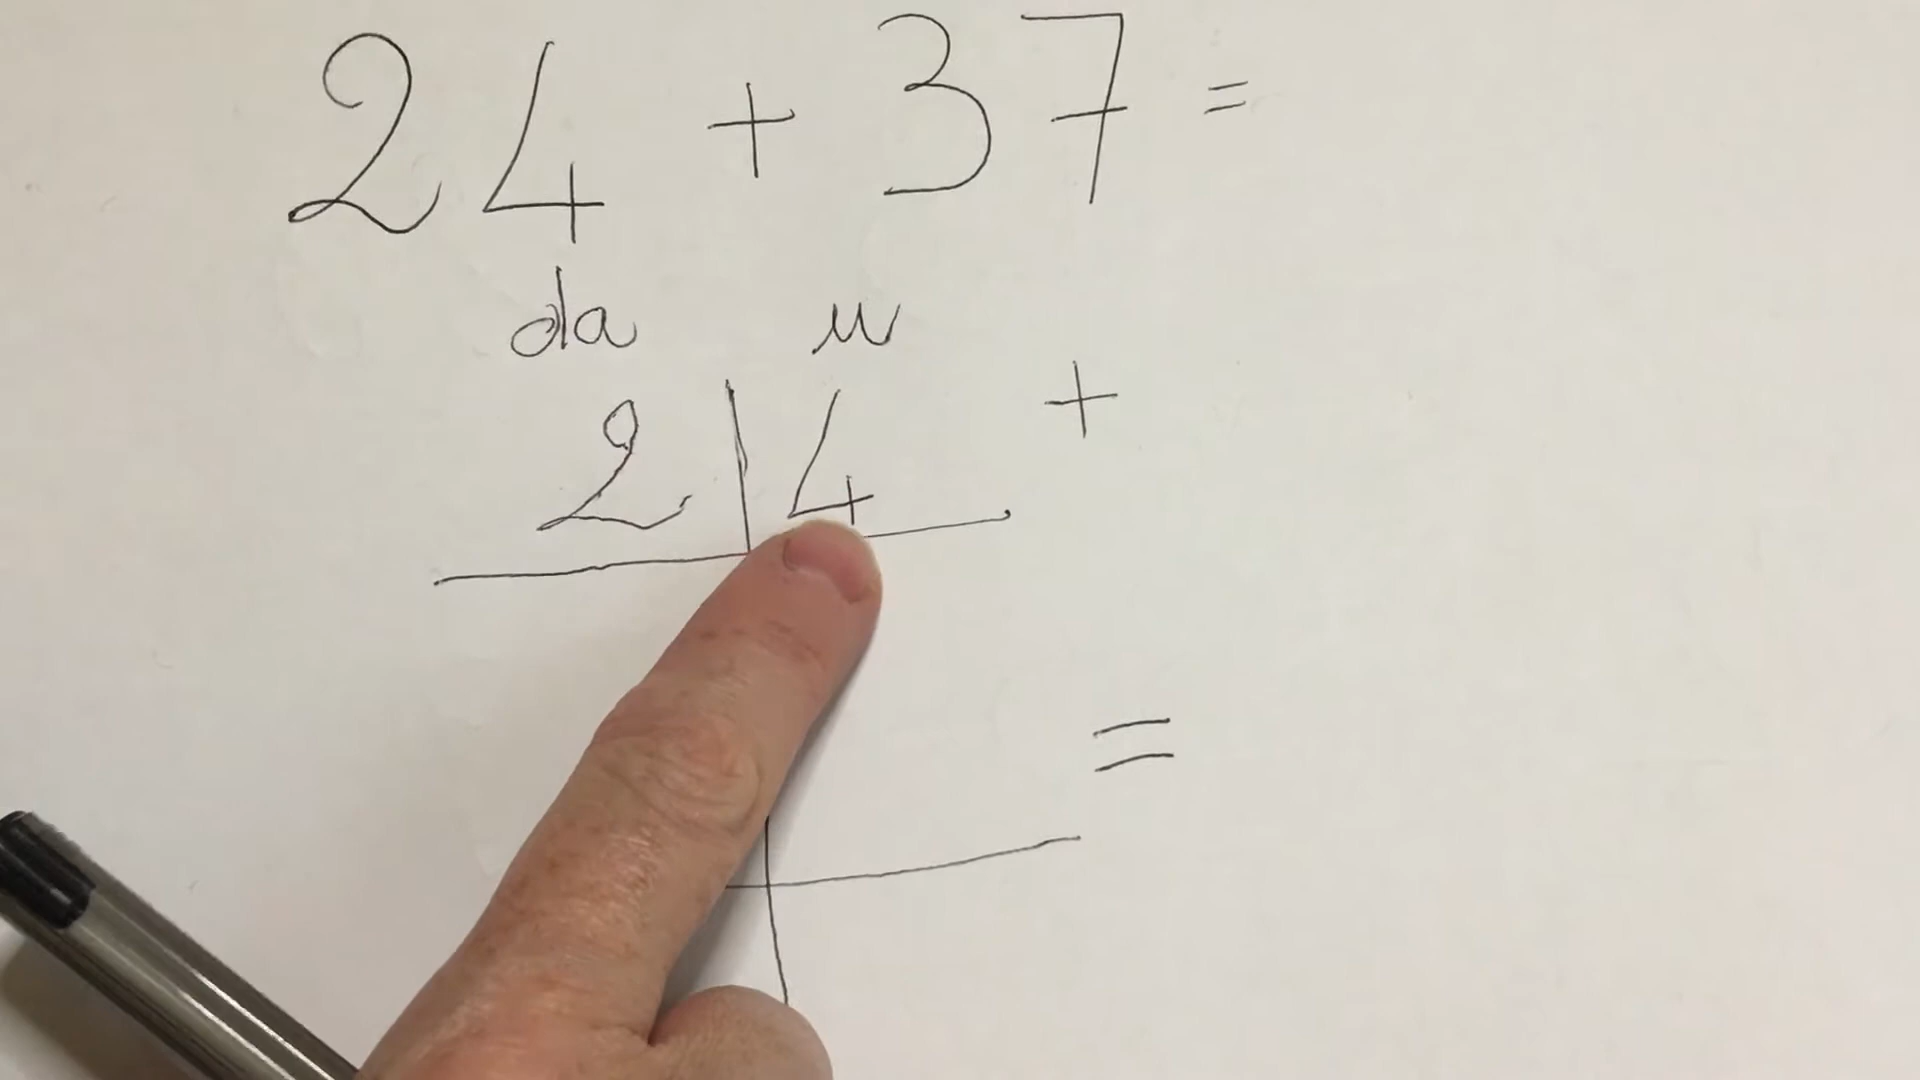 24 + 37 =
da u
2 4 +
=